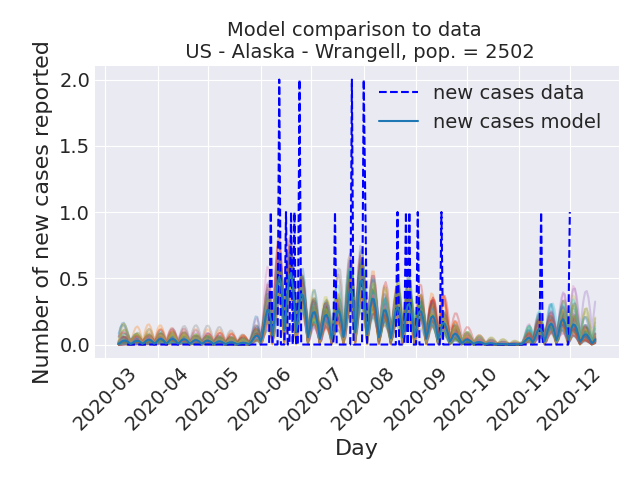 Model comparison to data
US - Alaska - Wrangell, pop. = 2502
Number of new cases reported
2.0
1.5
1.0
0.5
0.0
new cases data
new cases model
2020-03
2020-04
2020-05
2020-06
2020-07
2020-08
2020-09
2020-10
2020-11
2020-12
Day